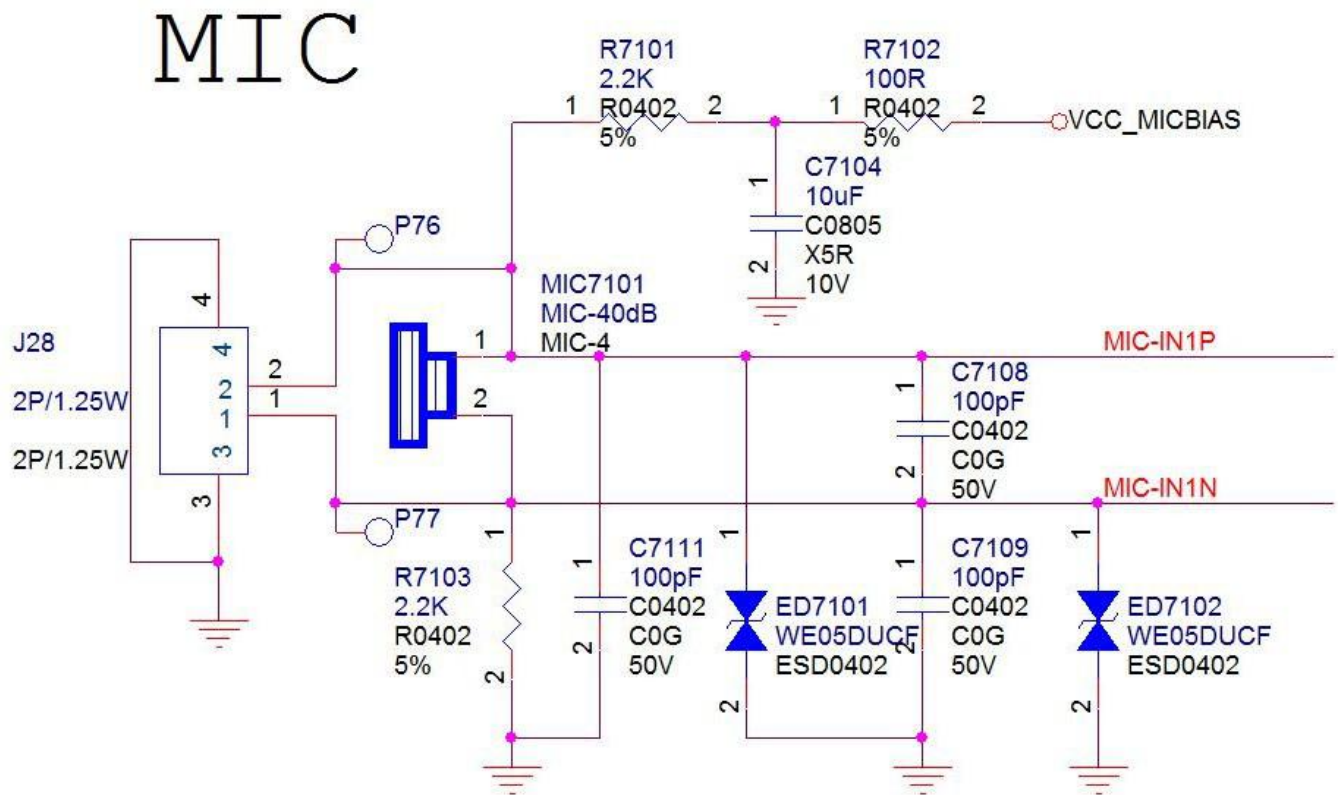 MIC
R7101
2.2K
1 R0402 2
5%
R7102
100R
1 R0402 2
5%
VCC_MICBIAS
C7104
1 10uF
C0805
X5R
2 10V
P76
4
J28
4
2 2
1 1
3
2P/1.25W
2P/1.25W
3
P77
MIC7101
MIC-40dB
MIC-4
1
2
MIC-IN1P
C7108
1 100pF
C0402
C0G
2 50V
MIC-IN1N
1
R7103
2.2K
R0402
5%
2
C7111
1 100pF
C0402
C0G
2 50V
1
ED7101
WE05DUCF
ESD0402
2
C7109
1 100pF
C0402
C0G
2 50V
1
ED7102
WE05DUCF
ESD0402
2